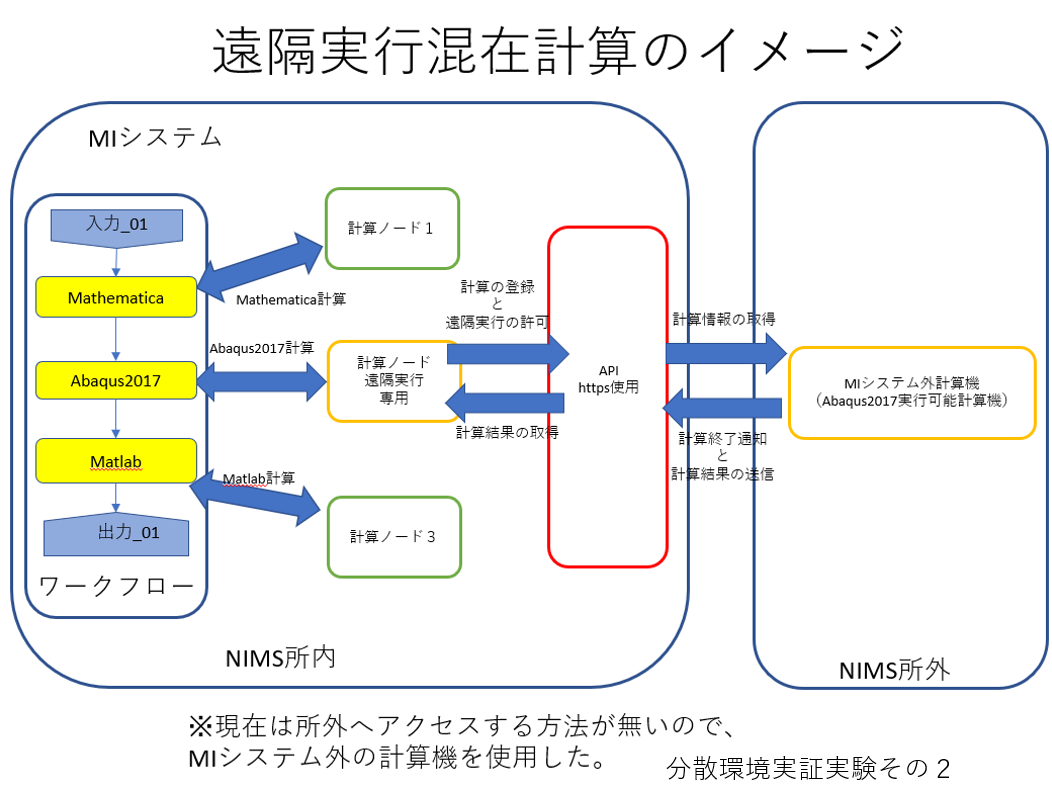 遠隔実行混在計算のイメージ
MIシステム
入力_01
Mathematica
Abaqus2017
Matlab
出力_01
ワークフロー
計算ノード１
Mathematica計算
Abaqus2017計算
計算ノード
遠隔実行
専用
Matlab計算
計算ノード３
計算の登録
と
遠隔実行の許可
計算結果の取得
API
https使用
計算情報の取得
計算終了通知
と
計算結果の送信
MIシステム外計算機
（Abaqus2017実行可能計算機）
NIMS所内
NIMS所外
※現在は所外へアクセスする方法が無いので、
MIシステム外の計算機を使用した。
分散環境実証実験その２